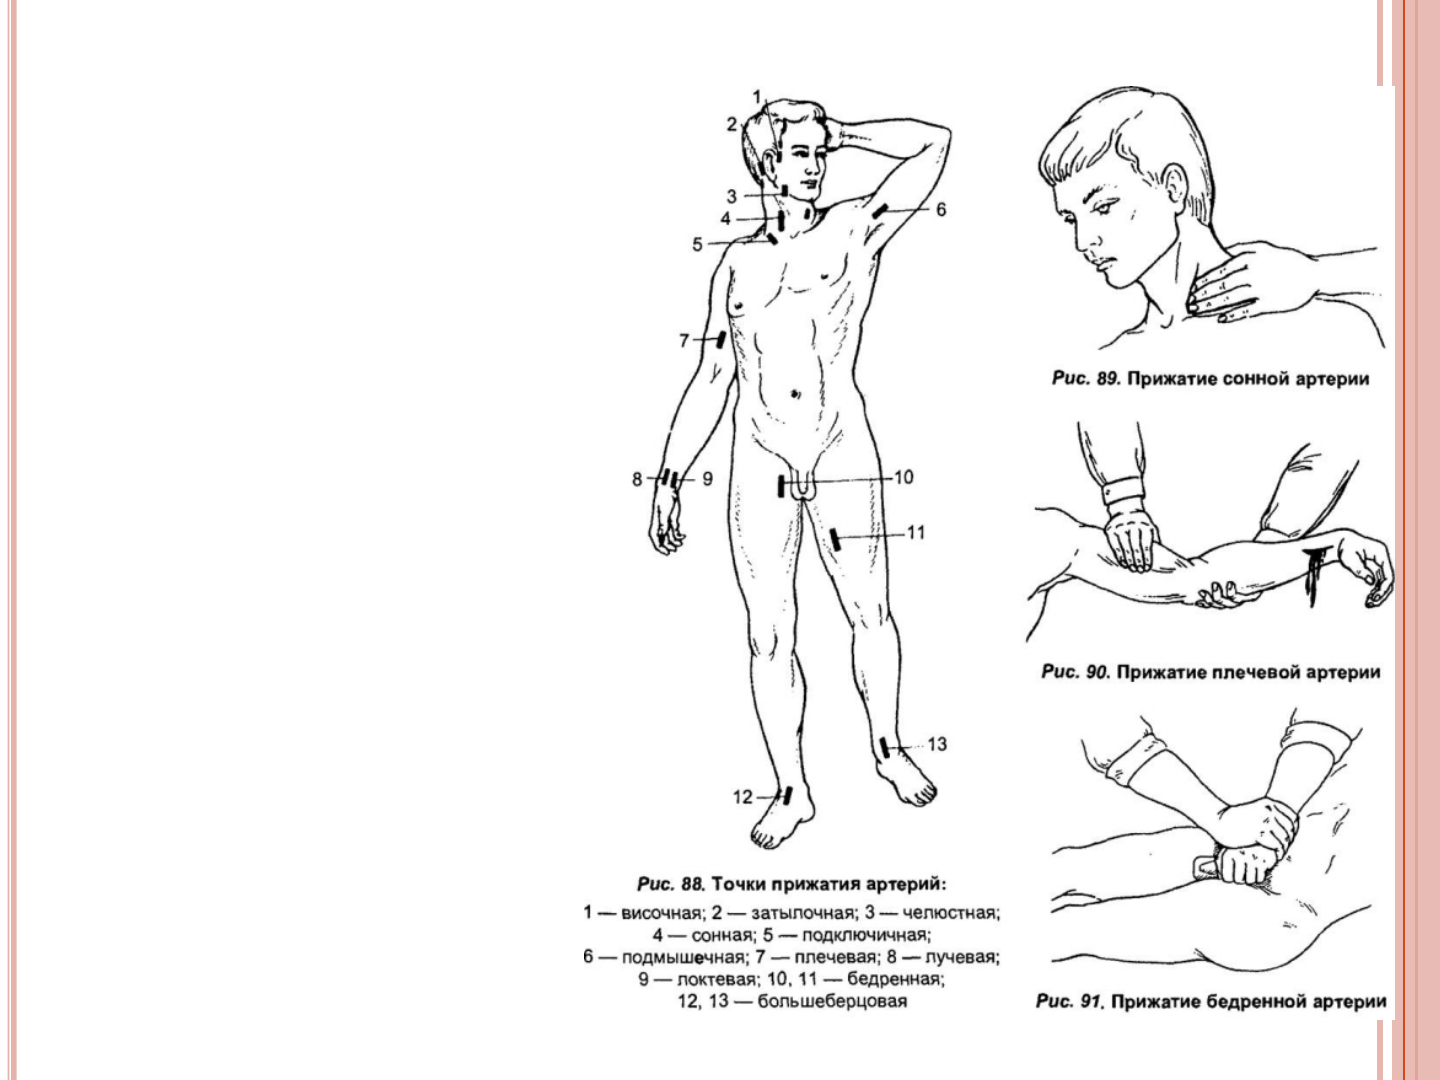 1
2
3
4
5
6
7
8
9
10
11
12
13
Рис. 88. Точки прижатия артерий:
1 — височная; 2 — затылочная; 3 — челюстная;
4 — сонная; 5 — подключичная;
6 — подмышечная; 7 — плечевая; 8 — лучевая;
9 — локтевая; 10, 11 — бедренная;
12, 13 — большеберцовая
Рис. 89. Прижатие сонной артерии
Рис. 90. Прижатие плечевой артерии
Рис. 91. Прижатие бедренной артерии